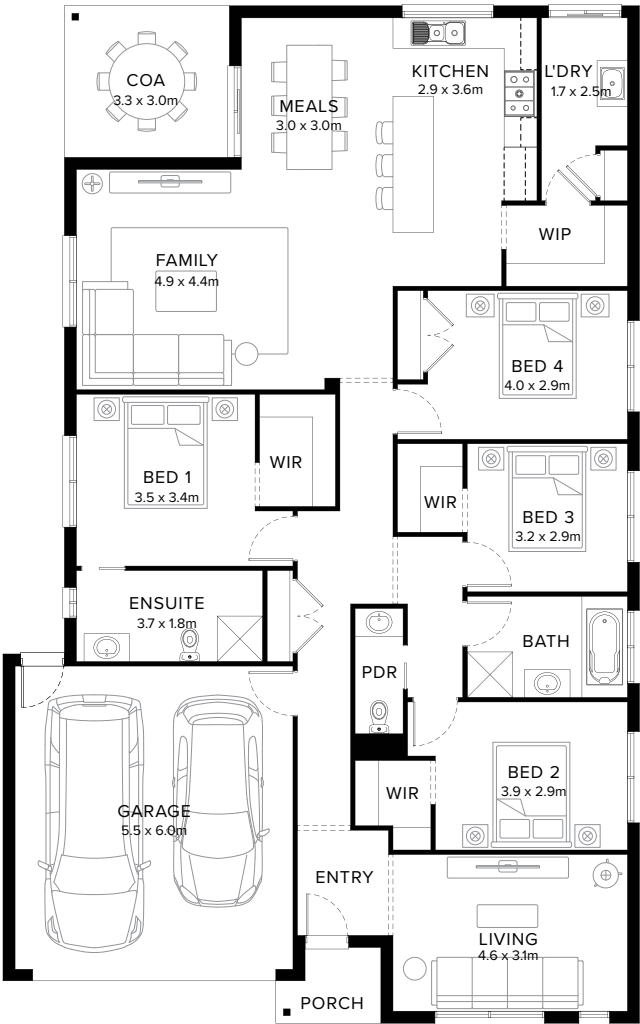 COA
3.3 x 3.0m
MEALS
3.0 x 3.0m
KITCHEN
2.9 x 3.6m
L'DRY
1.7 x 2.5m
WIP
FAMILY
4.9 x 4.4m
BED 4
4.0 x 2.9m
BED 1
3.5 x 3.4m
WIR
WIR
BED 3
3.2 x 2.9m
ENSUITE
3.7 x 1.8m
BATH
PDR
BED 2
3.9 x 2.9m
WIR
GARAGE
5.5 x 6.0m
ENTRY
LIVING
4.6 x 3.1m
PORCH